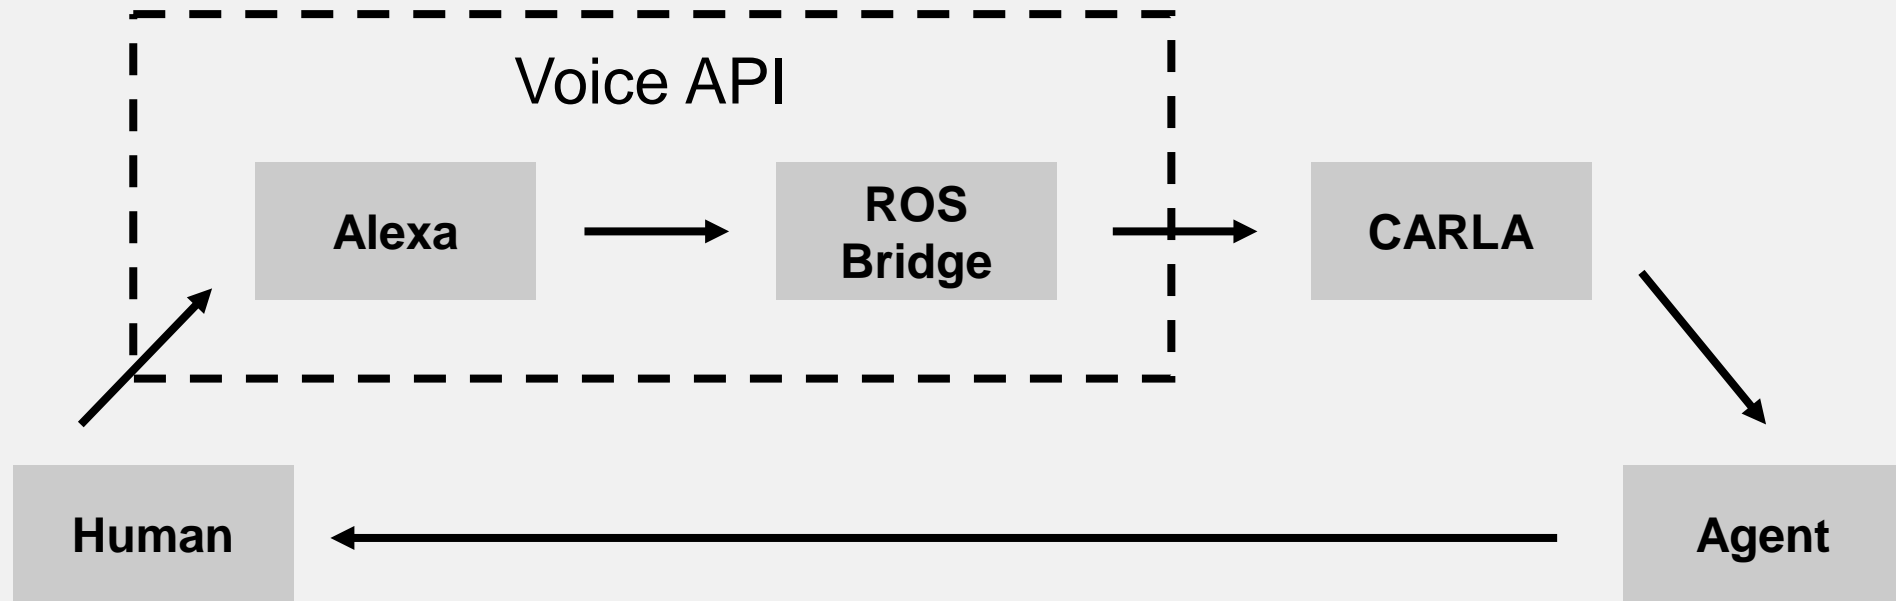 Voice API
Alexa
ROS
Bridge
CARLA
Human
Agent